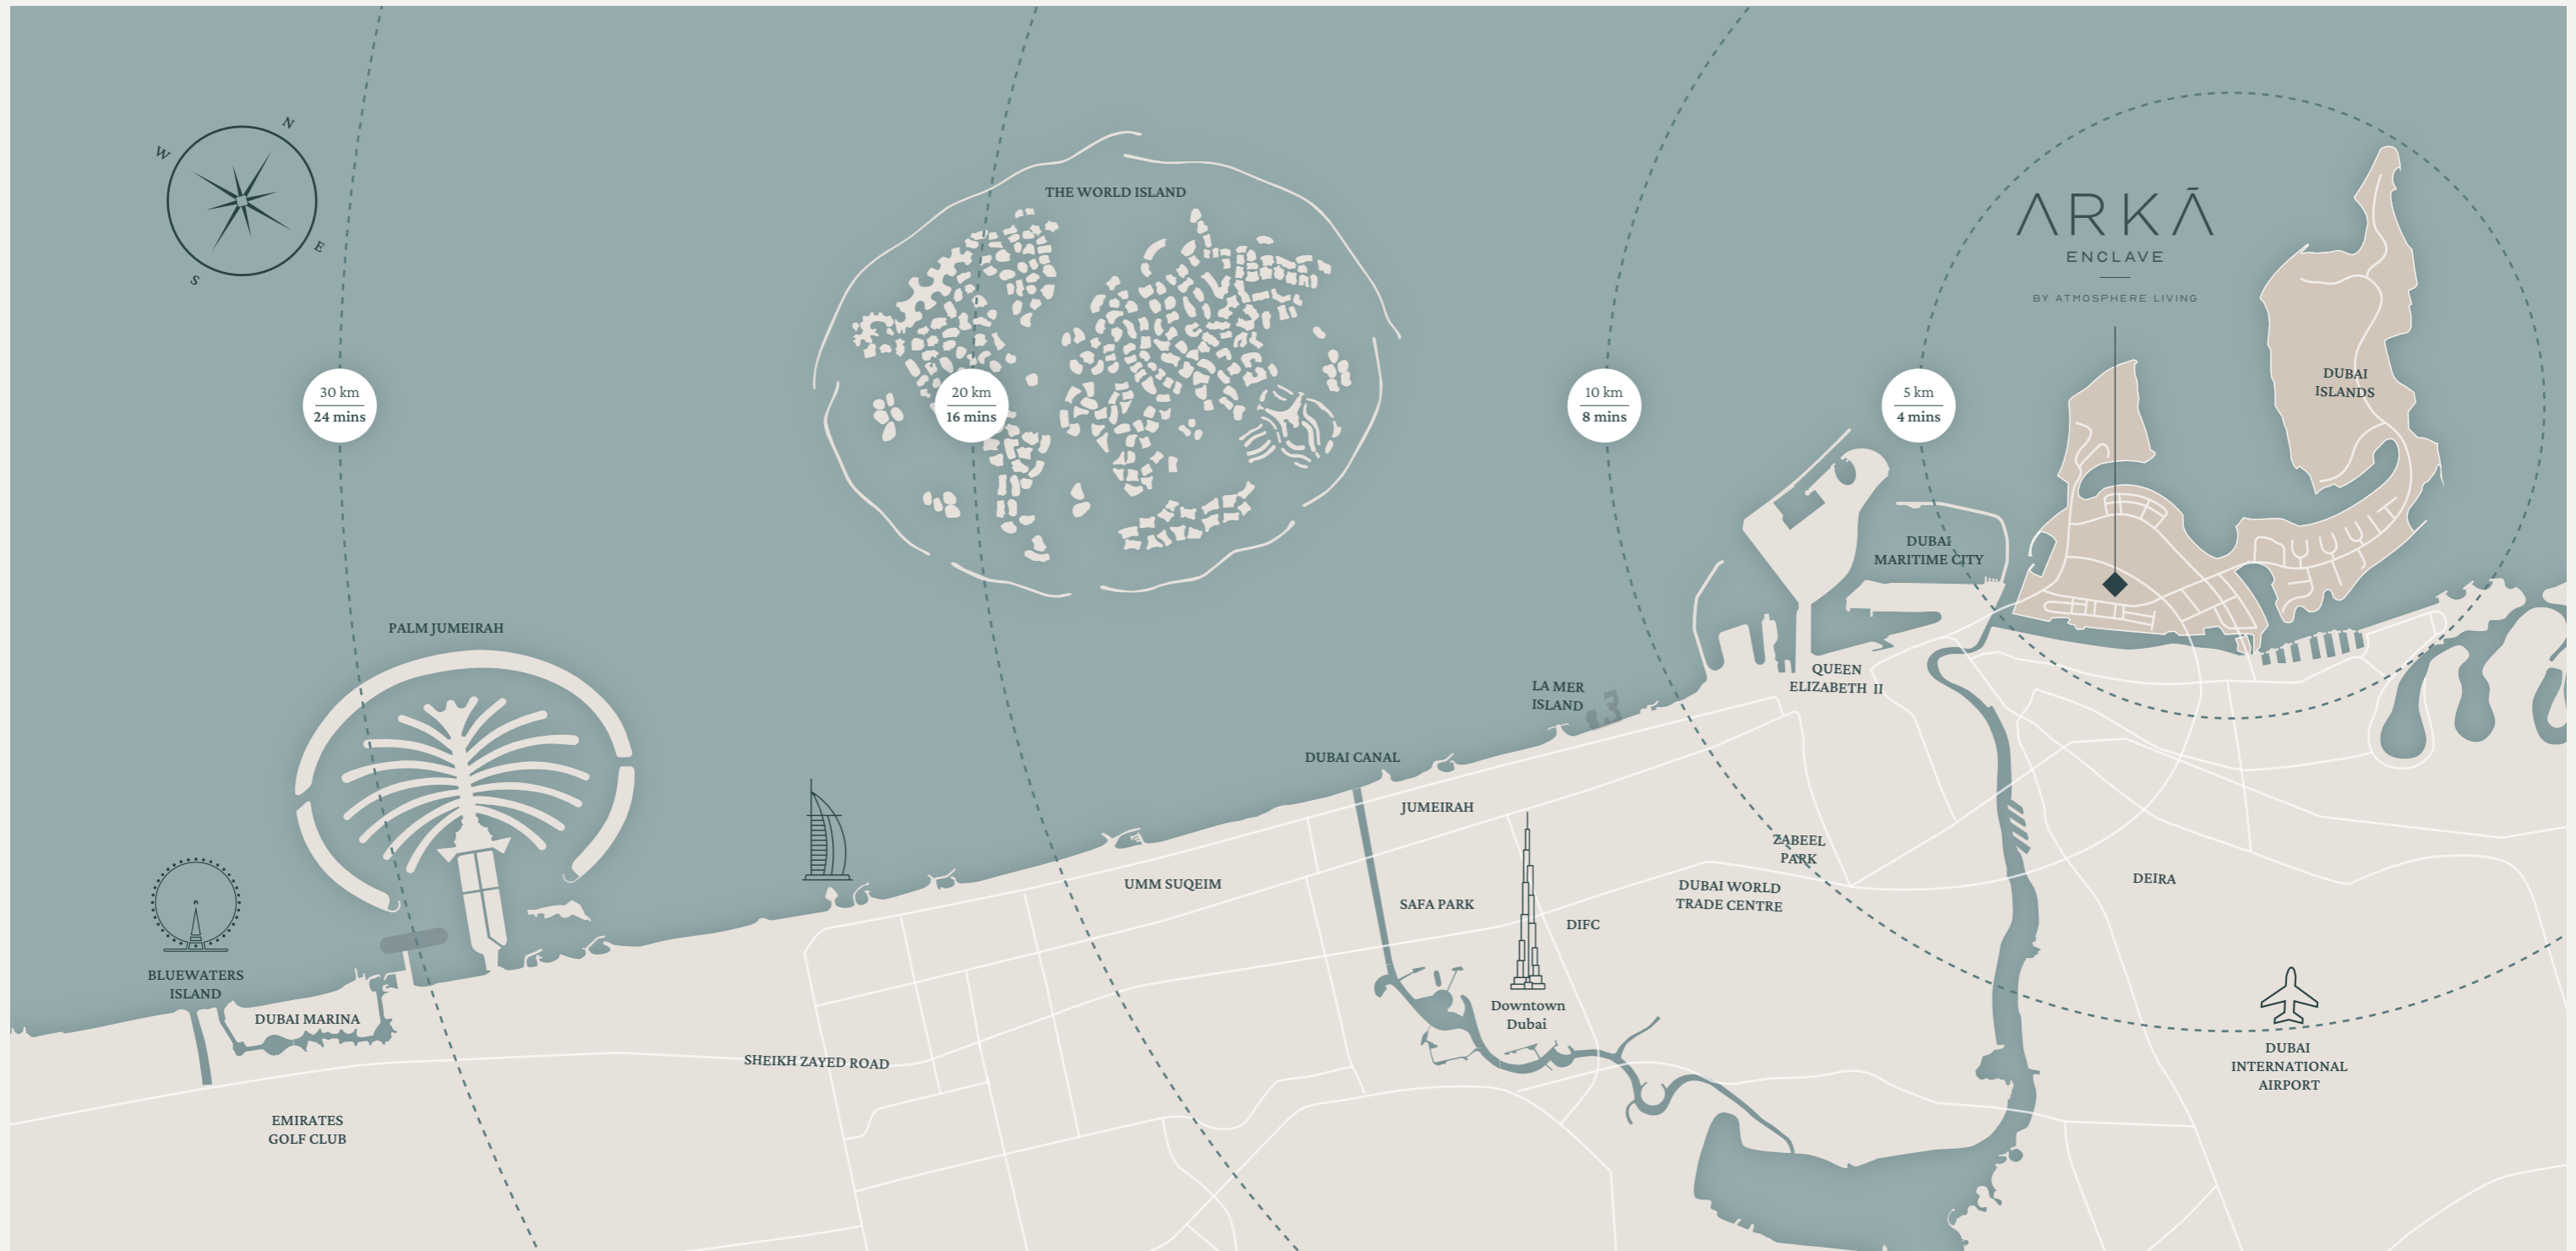 N
W
E
S
THE WORLD ISLAND
ARKĀ
ENCLAVE
BY ATMOSPHERE LIVING
DUBAI
ISLANDS
30 km
24 mins
20 km
16 mins
10 km
8 mins
5 km
4 mins
DUBAI
MARITIME CITY
PALM JUMEIRAH
QUEEN
ELIZABETH II
LA MER
ISLAND
DUBAI CANAL
JUMEIRAH
ZABEEL
PARK
UMM SUQEIM
SAFA PARK
DUBAI WORLD
TRADE CENTRE
DEIRA
DIFC
BLUEWATERS
ISLAND
DUBAI MARINA
Downtown
Dubai
SHEIKH ZAYED ROAD
DUBAI
INTERNATIONAL
AIRPORT
EMIRATES
GOLF CLUB